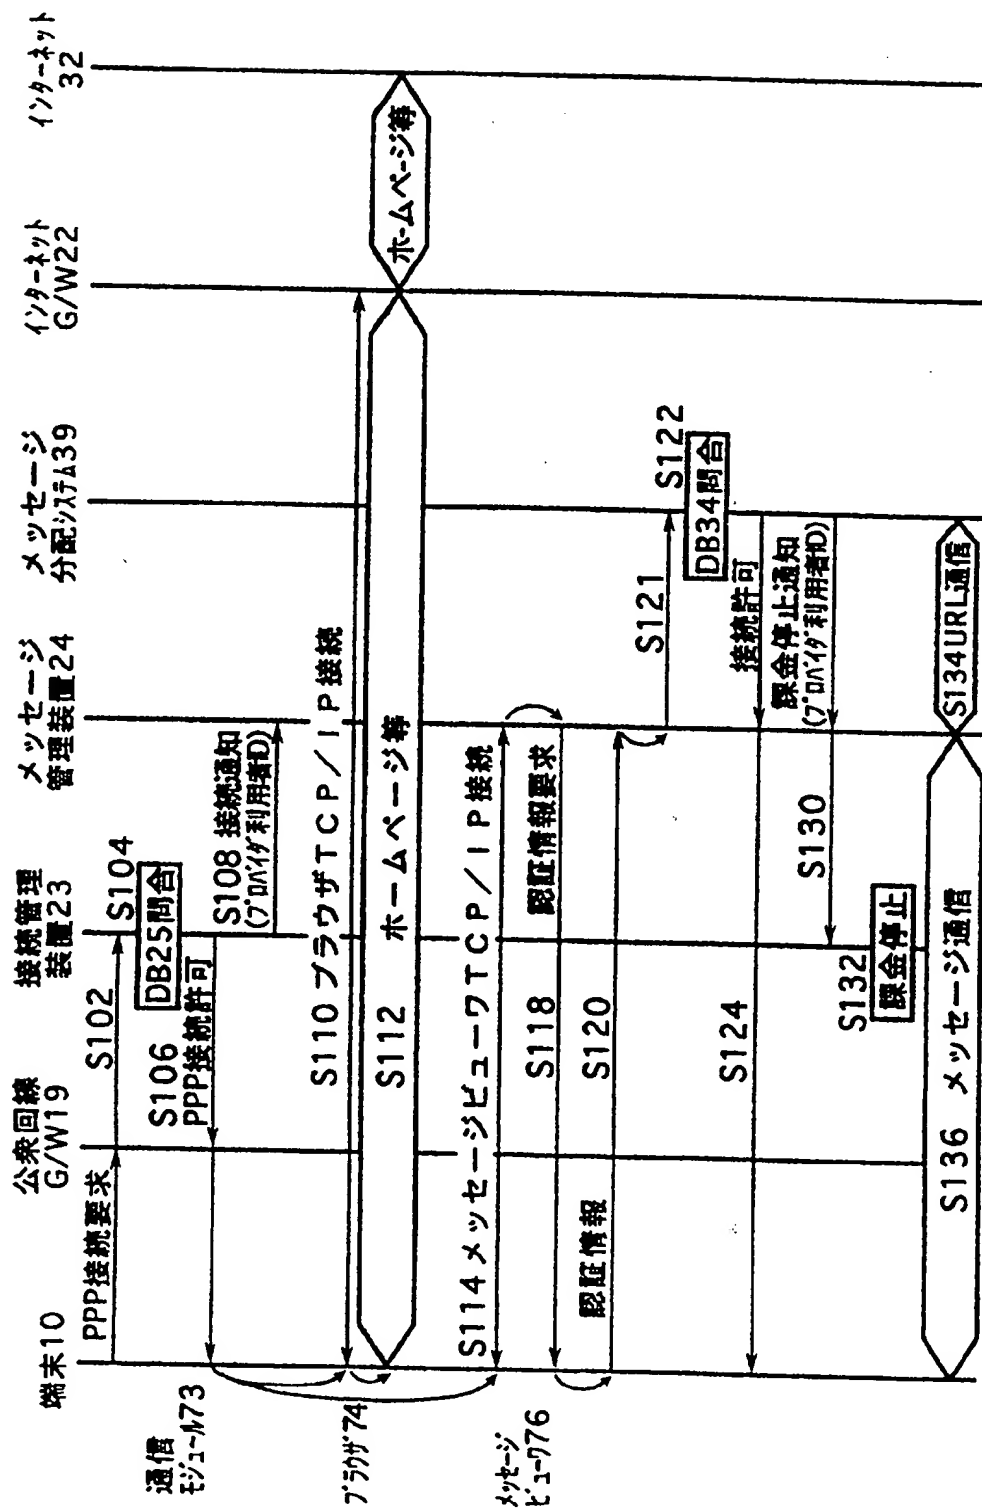 端末10
公衆回線
G/W19
接続管理
装置23
メッセージ
管理装置24
メッセージ
分配システム39
インターネット
G/W22
インターネット
32
通信
モジュール73
ブラウザ74
メッセージ
ビューワ76
PPP接続要求
S102
S104
DB25問合
S106
PPP接続許可
S108 接続通知
(プロバイダ利用者ID)
S110 ブラウザTCP/IP接続
S112 ホームページ等
ホームページ等
S114メッセージビューワTCP/IP接続
S118 認証情報要求
認証情報
S120
S121
S122
DB34問合
S124
接続許可
課金停止通知
(プロバイダ利用者ID)
S130
S132
課金停止
S134URL通信
S136 メッセージ通信